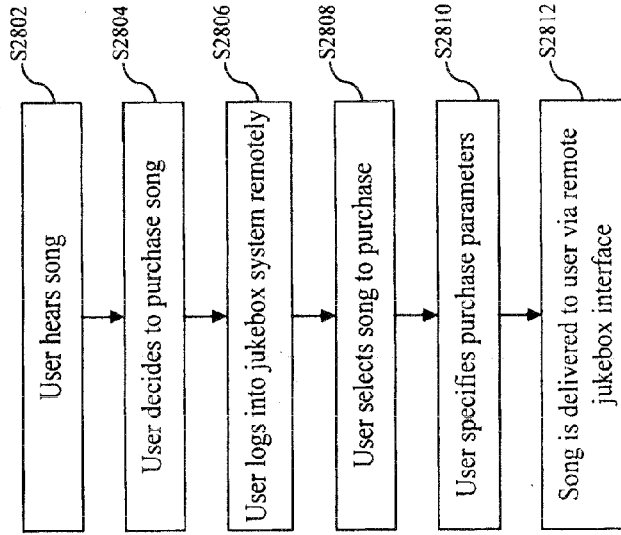 S2802
User hears song
S2804
User decides to purchase song
S2806
User logs into jukebox system remotely
S2808
User selects song to purchase
S2810
User specifies purchase parameters
S2812
Song is delivered to user via remote
jukebox interface